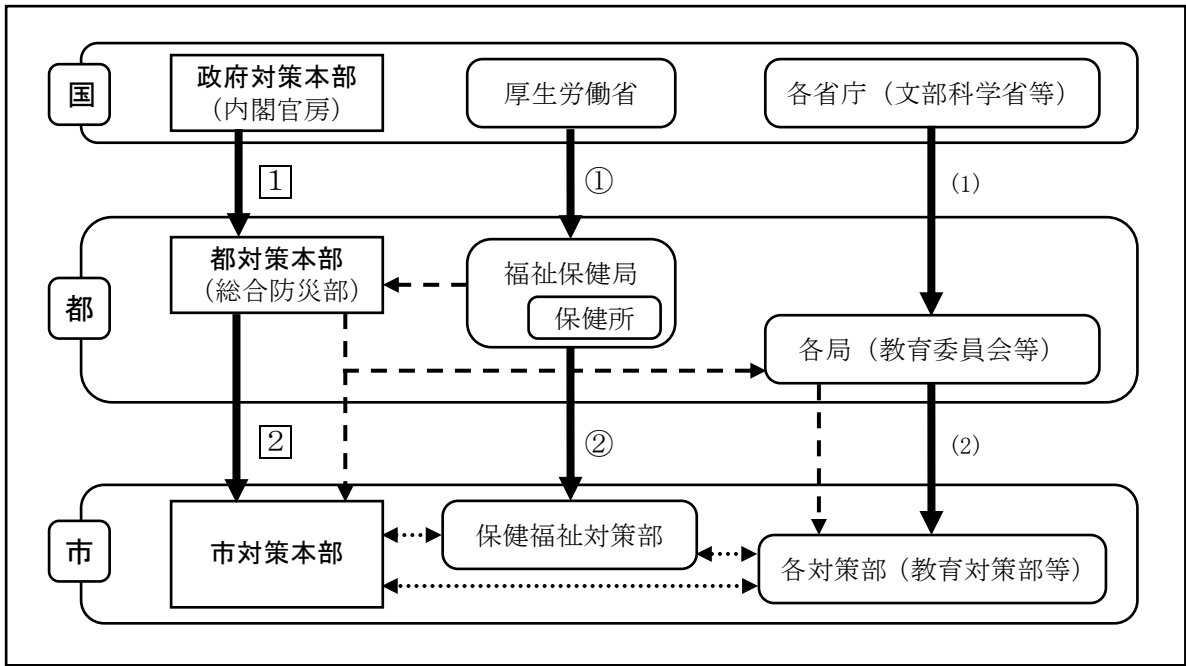 国
政府対策本部
(内閣官房)
厚生労働省
各省庁(文部科学省等)
1
①
(1)
都
都対策本部
(総合防災部)
福祉保健局
保健所
各局(教育委員会等)
2
②
(2)
市
市対策本部
保健福祉対策部
各対策部(教育対策部等)